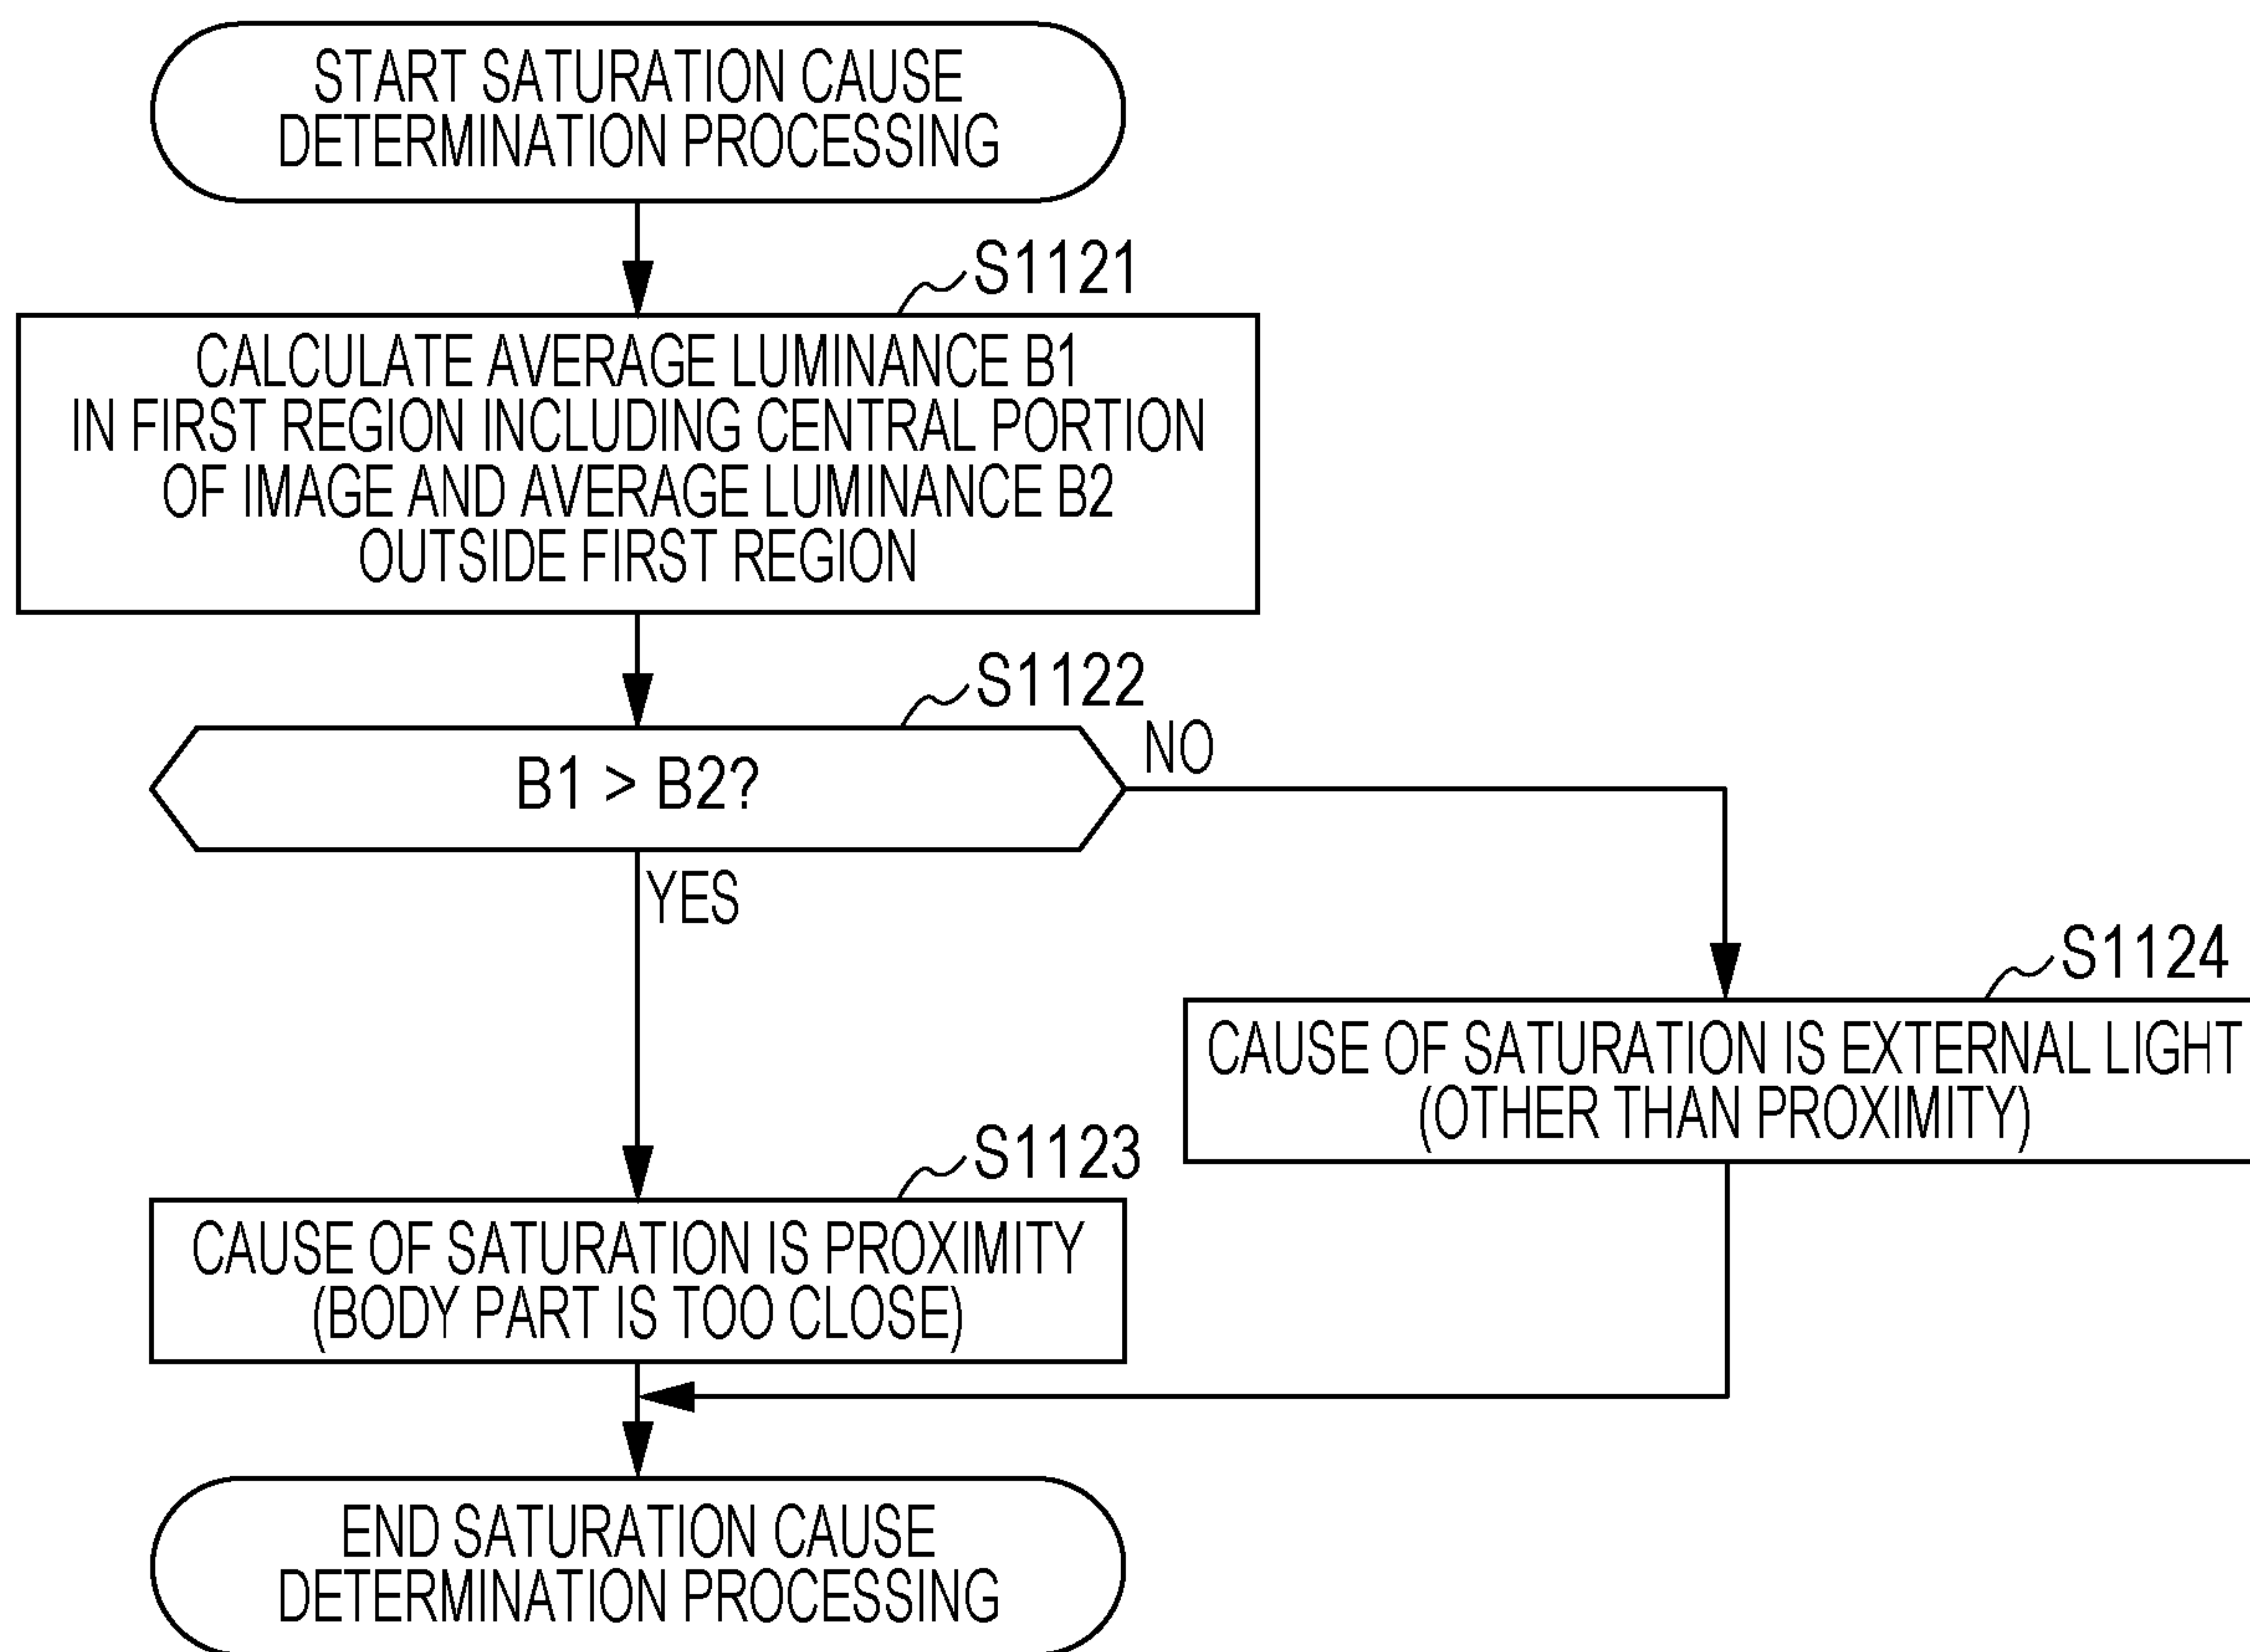 START SATURATION CAUSE
DETERMINATION PROCESSING
S1121
CALCULATE AVERAGE LUMINANCE B1
IN FIRST REGION INCLUDING CENTRAL PORTION
OF IMAGE AND AVERAGE LUMINANCE B2
OUTSIDE FIRST REGION
S1122
B1 > B2?
NO
YES
S1124
CAUSE OF SATURATION IS EXTERNAL LIGHT
(OTHER THAN PROXIMITY)
S1123
CAUSE OF SATURATION IS PROXIMITY
(BODY PART IS TOO CLOSE)
END SATURATION CAUSE
DETERMINATION PROCESSING